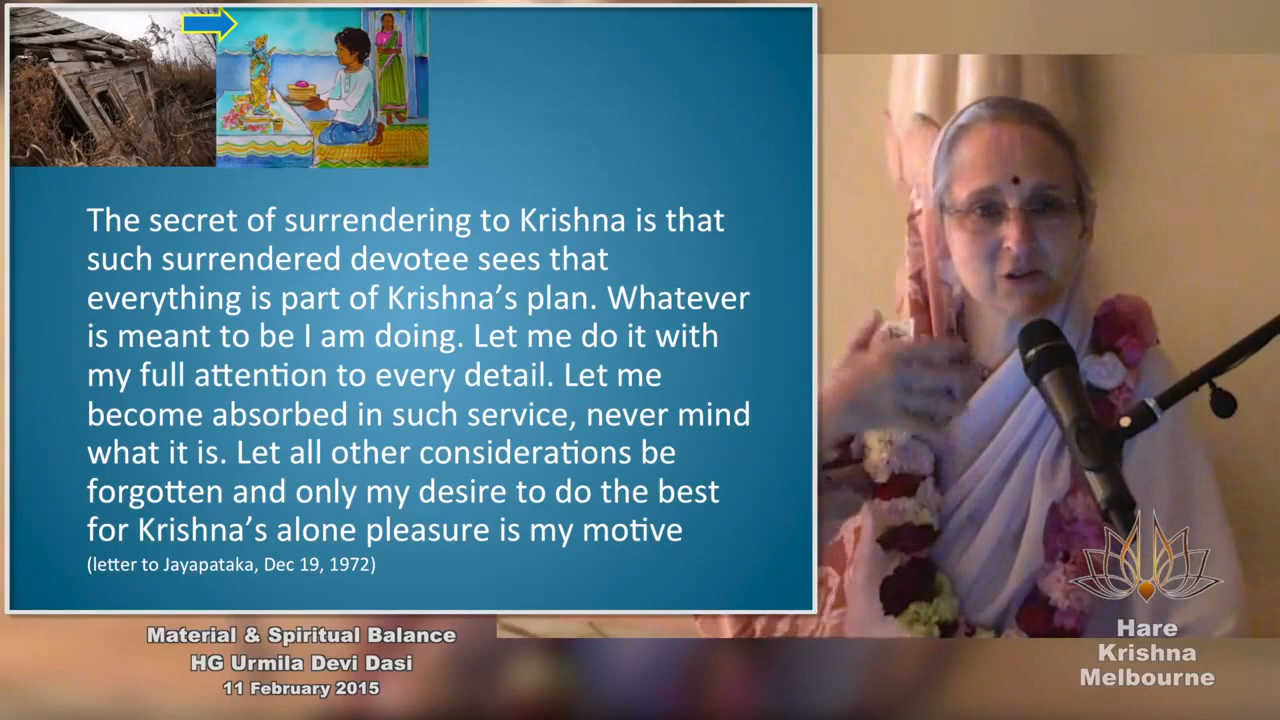 The secret of surrendering to Krishna is that
such surrendered devotee sees that
everything is part of Krishna's plan. Whatever
is meant to be I am doing. Let me do it with
my full attention to every detail. Let me
become absorbed in such service, never mind
what it is. Let all other considerations be
forgotten and only my desire to do the best
for Krishna's alone pleasure is my motive
(letter to Jayapataka, Dec 19, 1972)
Material & Spiritual Balance
HG Urmila Devi Dasi
11 February 2015
Hare
Krishna
Melbourne